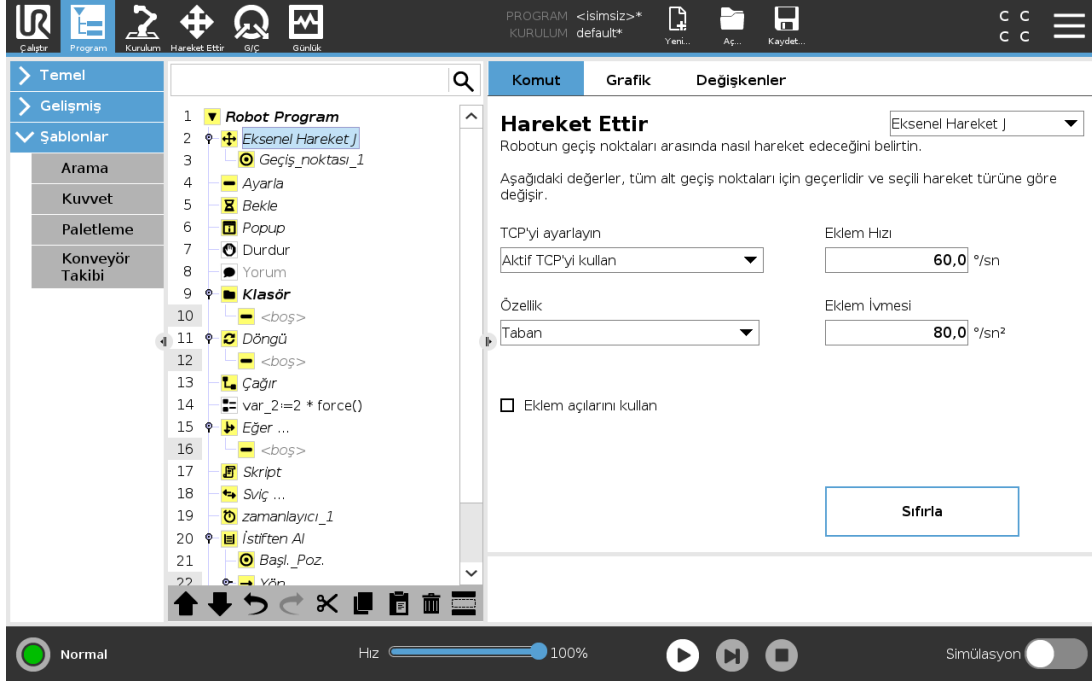 PROGRAM <isimsiz>*
KURULUM default*
Çalıştır
Program
Kurulum
Hareket Ettir
G/Ç
Günlük
Yeni...
Aç...
Kaydet...
C C
C C
Temel
Gelişmiş
Şablonlar
Arama
Kuvvet
Paletleme
Konveyör
Takibi
1 Robot Program
2 Eksenel Hareket J
3 Geçiş_noktası_1
4 Ayarla
5 Bekle
6 Popup
7 Durdur
8 Yorum
9 Klasör
10 <boş>
11 Döngü
12 <boş>
13 Çağır
14 var_2:=2 * force()
15 Eğer ...
16 <boş>
17 Skript
18 Sviç ...
19 zamanlayıcı_1
20 İstiften Al
21 Başl._Poz.
22 Yön
Komut
Grafik
Değişkenler
Hareket Ettir
Eksenel Hareket J
Robotun geçiş noktaları arasında nasıl hareket edeceğini belirtin.
Aşağıdaki değerler, tüm alt geçiş noktaları için geçerlidir ve seçili hareket türüne göre
değişir.
TCP'yi ayarlayın
Eklem Hızı
Aktif TCP'yi kullan
60,0 °/sn
Özellik
Eklem İvmesi
Taban
80,0 °/sn²
Eklem açılarını kullan
Sıfırla
Normal
Hız
100%
Simülasyon